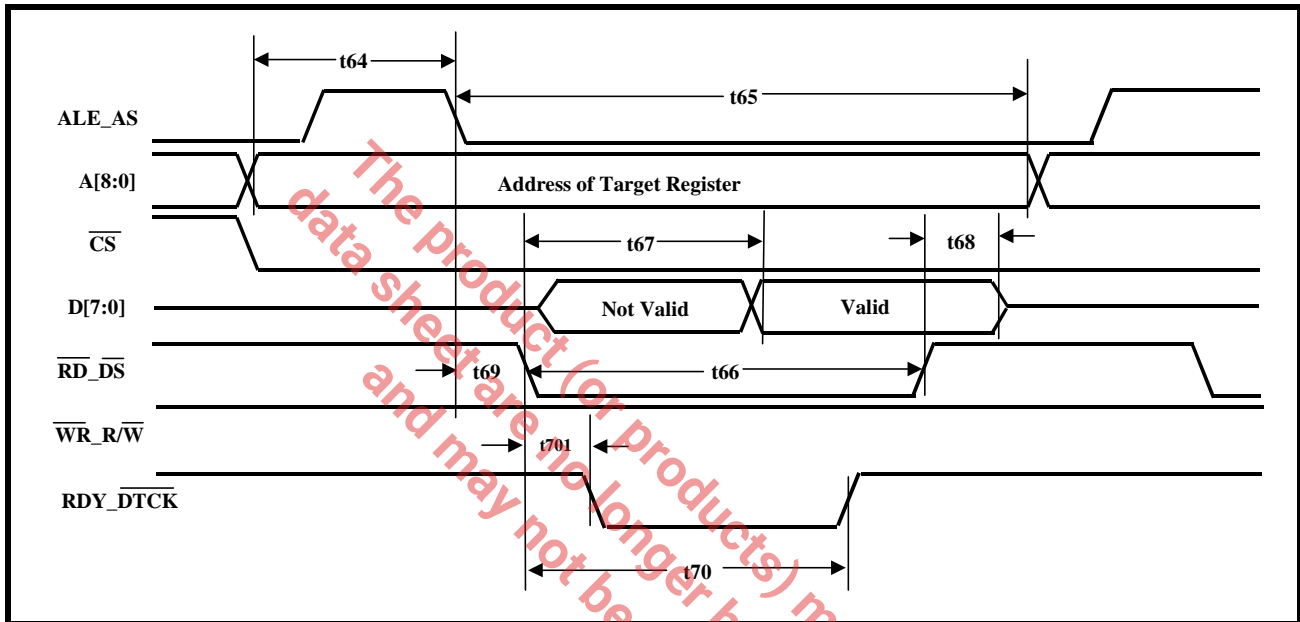 t64
ALE_AS
t65
A[8:0]
Address of Target Register
CS
t67
t68
D[7:0]
Not Valid
Valid
RD_DS
t69
t66
WR_R/W
t701
RDY_DTCK
t70
The product (or products) m
data sheet are no longer b
and may not be